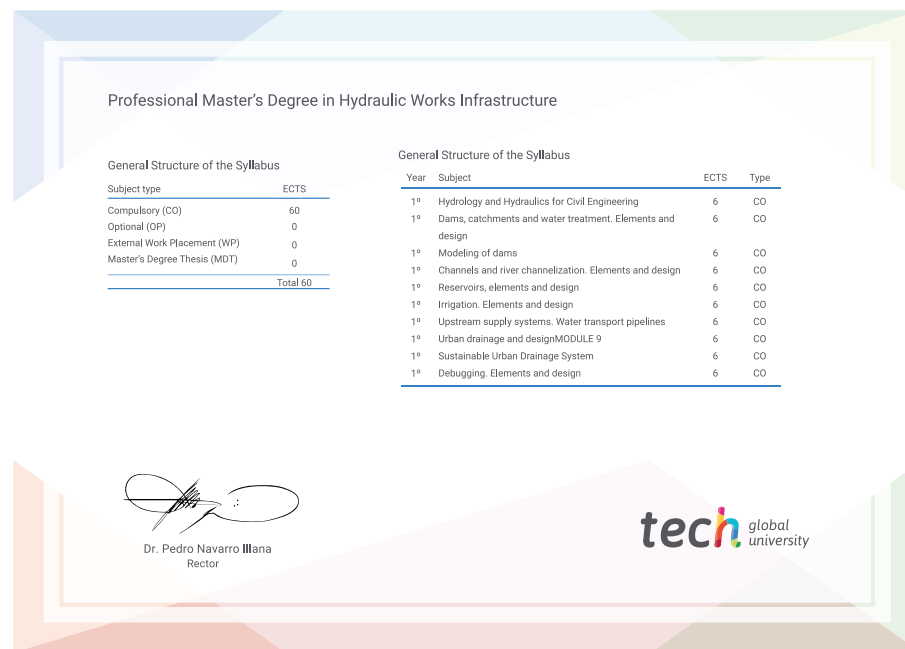 Professional Master's Degree in Hydraulic Works Infrastructure
General Structure of the Syllabus
Subject type ECTS
Compulsory (CO) 60
Optional (OP) 0
External Work Placement (WP) 0
Master's Degree Thesis (MDT) 0
Total 60
General Structure of the Syllabus
Year Subject ECTS Type
1º Hydrology and Hydraulics for Civil Engineering 6 CO
1º Dams, catchments and water treatment. Elements and 6 CO
design
1º Modeling of dams 6 CO
1º Channels and river channelization. Elements and design 6 CO
1º Reservoirs, elements and design 6 CO
1º Irrigation. Elements and design 6 CO
1º Upstream supply systems. Water transport pipelines 6 CO
1º Urban drainage and designMODULE 9 6 CO
1º Sustainable Urban Drainage System 6 CO
1º Debugging. Elements and design 6 CO
Dr. Pedro Navarro Illana
Rector
tech global
university